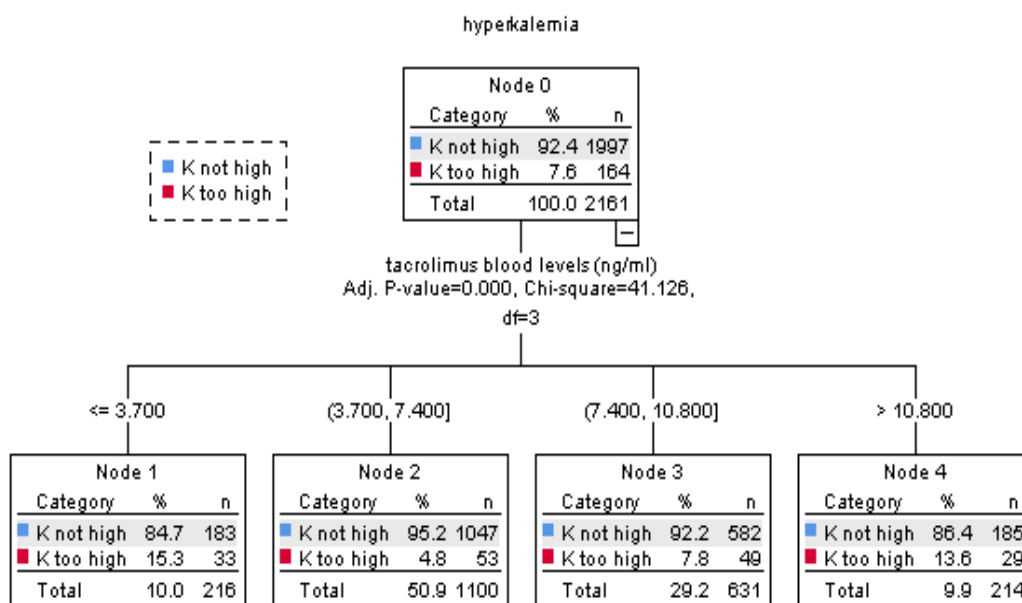 hyperkalemia
Node 0
Category % n
K not high 92.4 1997
K too high 7.6 164
Total 100.0 2161
K not high
K too high
tacrolimus blood levels (ng/ml)
Adj. P-value=0.000, Chi-square=41.126,
df=3
<= 3.700
(3.700, 7.400]
(7.400, 10.800]
> 10.800
Node 1
Category % n
K not high 84.7 183
K too high 15.3 33
Total 10.0 216
Node 2
Category % n
K not high 95.2 1047
K too high 4.8 53
Total 50.9 1100
Node 3
Category % n
K not high 92.2 582
K too high 7.8 49
Total 29.2 631
Node 4
Category % n
K not high 86.4 185
K too high 13.6 29
Total 9.9 214